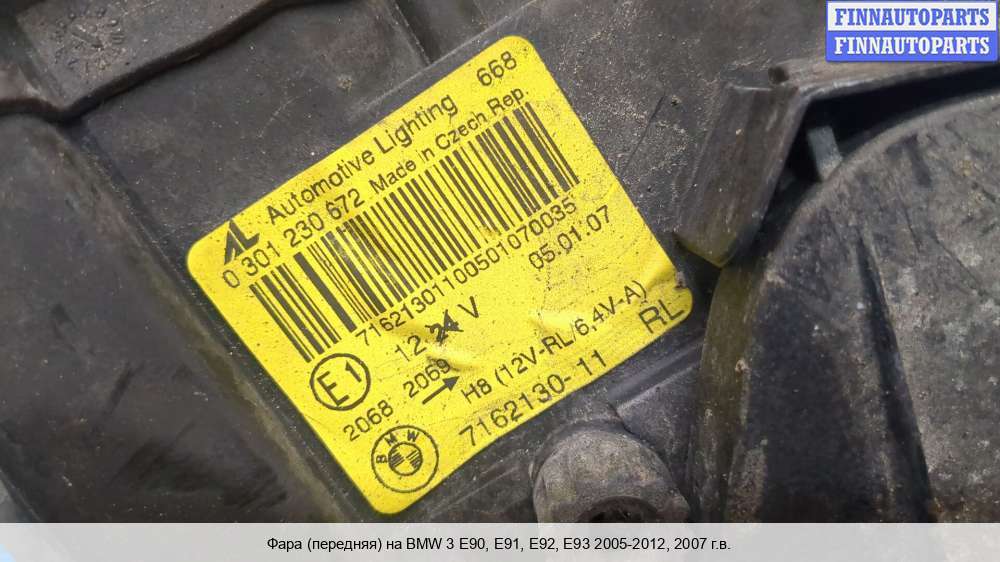 FINNAUTOPARTS
FINNAUTOPARTS
AL Automotive Lighting 668
0 301 230 672 Made in Czech Rep.
71621301100501070035
05.01.07
12 24 V
E1
2068 2069
H8 (12V-RL/6,4V-A)
RL
BMW
7162130-11
Фара (передняя) на BMW 3 E90, E91, E92, E93 2005-2012, 2007 г.в.